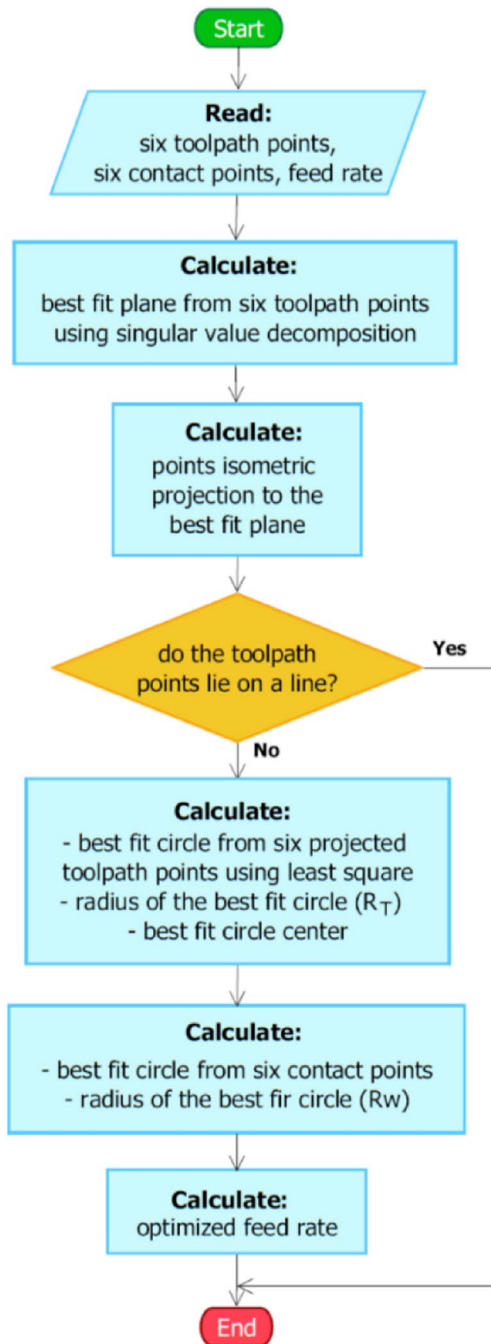 Start
Read:
six toolpath points,
six contact points, feed rate
Calculate:
best fit plane from six toolpath points
using singular value decomposition
Calculate:
points isometric
projection to the
best fit plane
do the toolpath
points lie on a line?
Yes
No
Calculate:
- best fit circle from six projected
toolpath points using least square
- radius of the best fit circle (R_T)
- best fit circle center
Calculate:
- best fit circle from six contact points
- radius of the best fir circle (Rw)
Calculate:
optimized feed rate
End